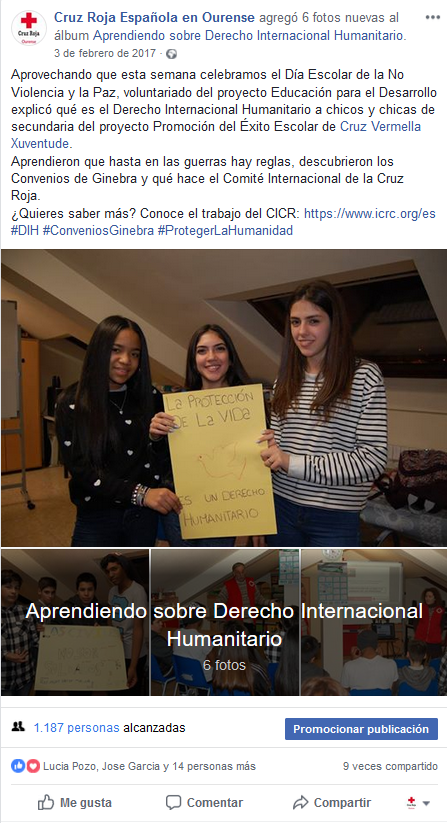 Cruz Roja Española en Ourense agregó 6 fotos nuevas al
álbum Aprendiendo sobre Derecho Internacional Humanitario.
3 de febrero de 2017 ·
Cruz Roja
Ourense
Aprovechando que esta semana celebramos el Día Escolar de la No
Violencia y la Paz, voluntariado del proyecto Educación para el Desarrollo
explicó qué es el Derecho Internacional Humanitario a chicos y chicas de
secundaria del proyecto Promoción del Éxito Escolar de Cruz Vermella
Xuventude.
Aprendieron que hasta en las guerras hay reglas, descubrieron los
Convenios de Ginebra y qué hace el Comité Internacional de la Cruz
Roja.
¿Quieres saber más? Conoce el trabajo del CICR: https://www.icrc.org/es
#DIH #ConveniosGinebra #ProtegerLaHumanidad
LA PROTECCIÓN
DE LA VIDA
ES UN DERECHO
HUMANITARIO
Aprendiendo sobre Derecho Internacional
Humanitario
6 fotos
1.187 personas alcanzadas
Promocionar publicación
Lucia Pozo, Jose Garcia y 14 personas más
9 veces compartido
Me gusta
Comentar
Compartir